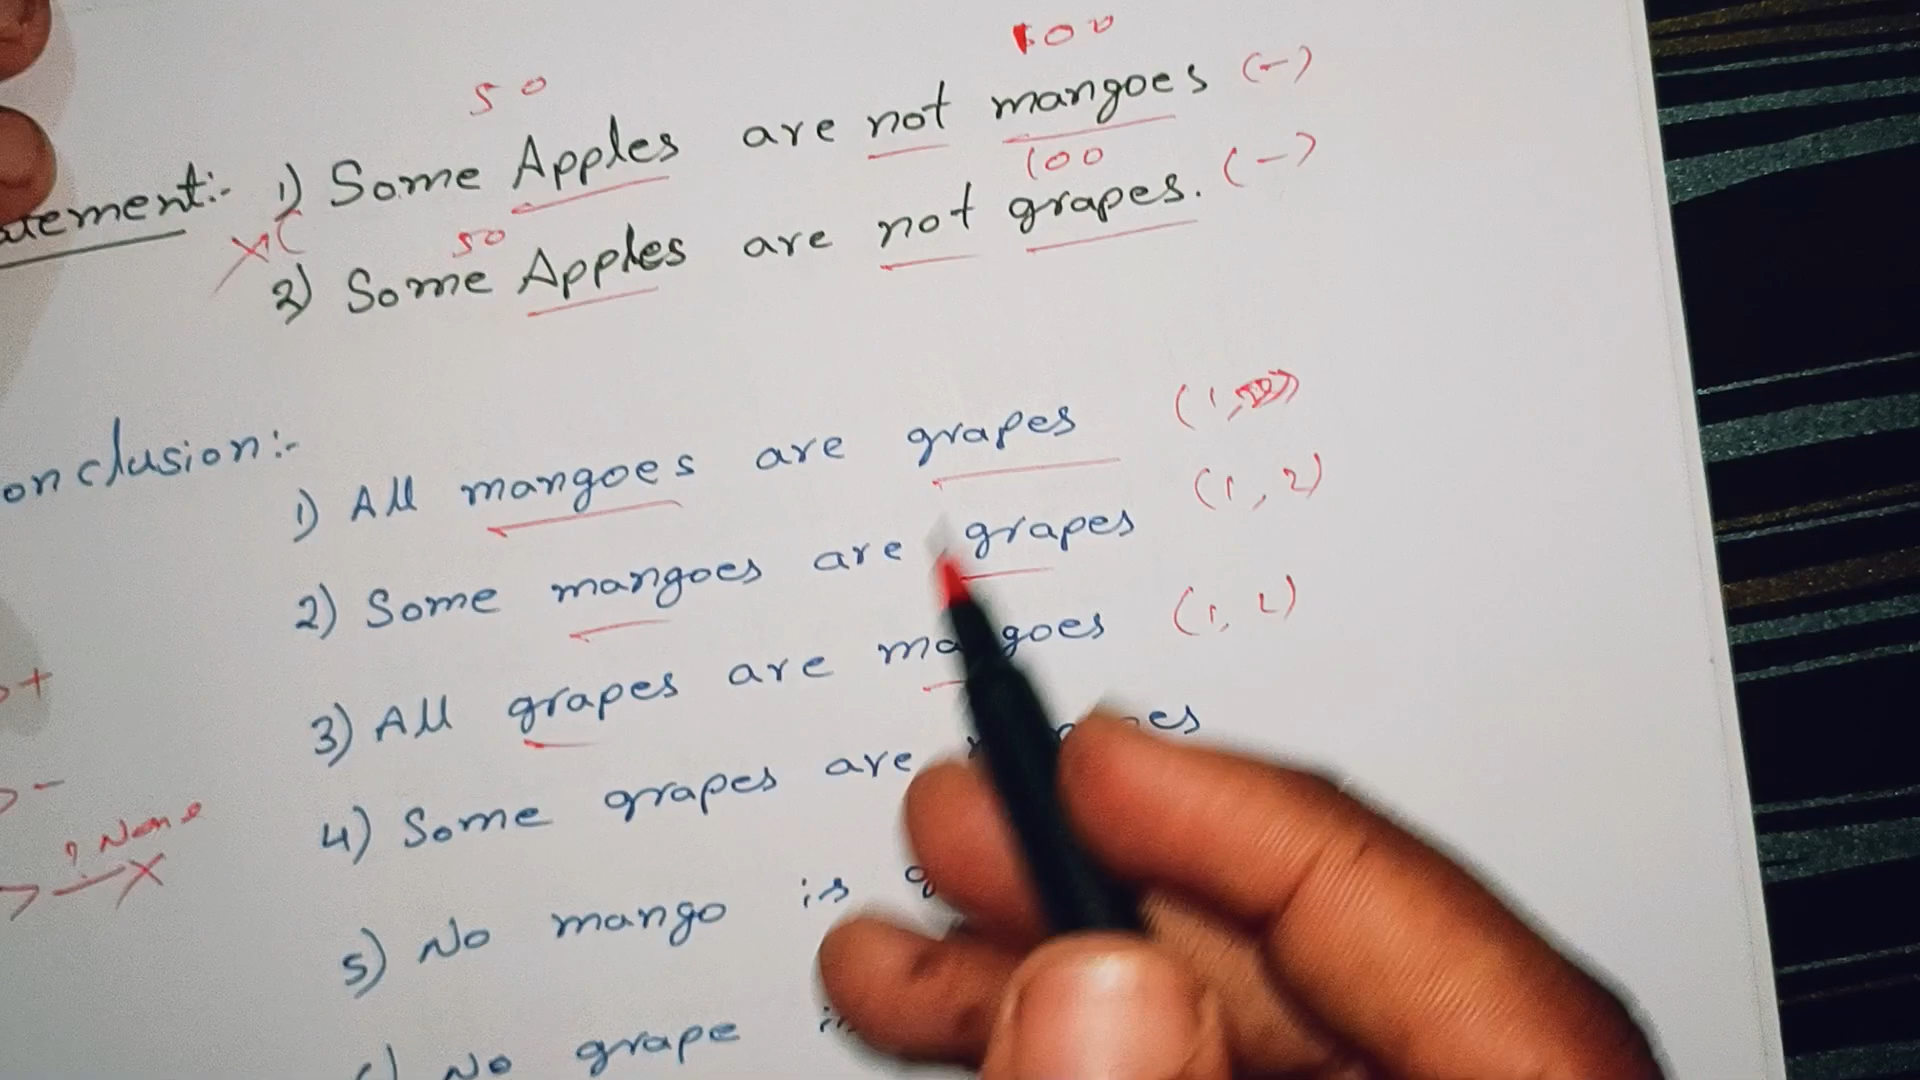 50 100
1) Some Apples are not mangoes (-)
50 100
2) Some Apples are not grapes. (-)
1) All mangoes are grapes (1,
2) Some mangoes are grapes (1, 2)
3) All grapes are mangoes (1, 2)
4) Some grapes are
5) No mango is
No grape
+
-
None